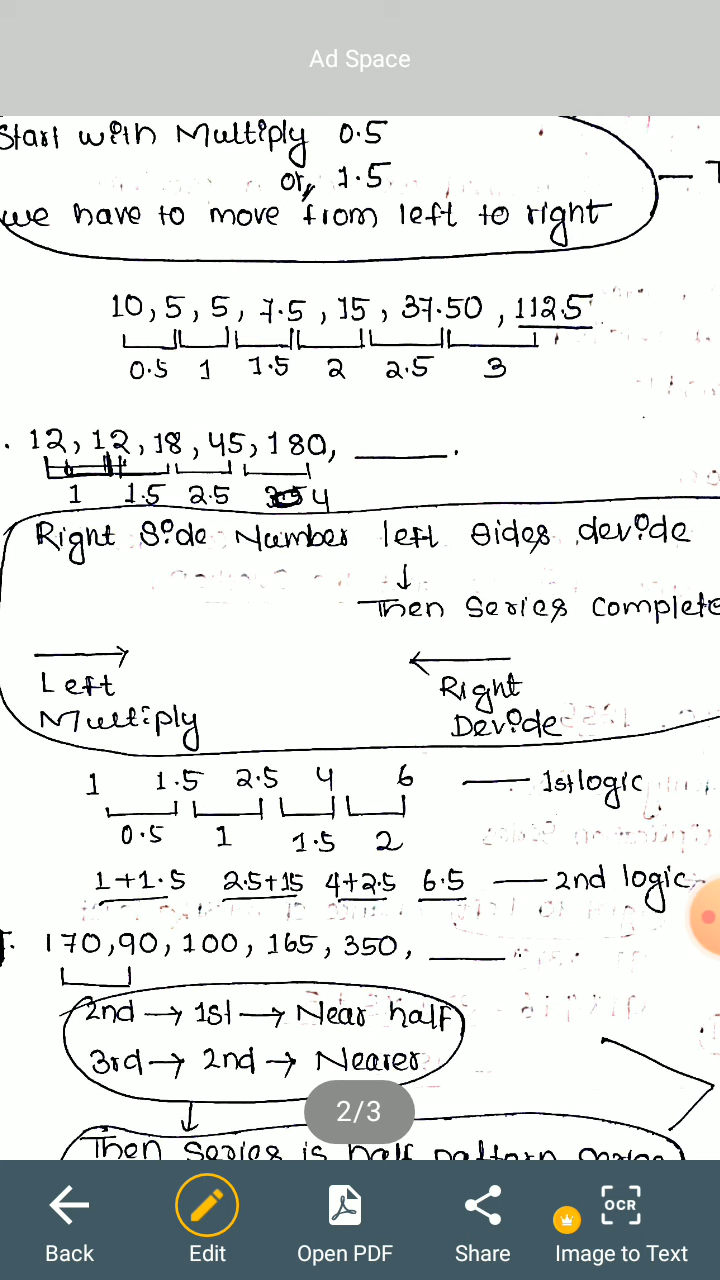 Ad Space
Start with Multiply 0.5
or, 1.5
we have to move from left to right
10, 5, 5, 7.5, 15, 37.50, 112.5
0.5 1 1.5 2 2.5 3
12, 12, 18, 45, 180, ____.
1 1.5 2.5 4
Right Side Number left Sides devide
↓
Then Series Complete
→ ←
Left Right
Multiply Devide
1 1.5 2.5 4 6 — 1st logic
0.5 1 1.5 2
1+1.5 2.5+15 4+2.5 6.5 — 2nd logic
170, 90, 100, 165, 350, ____
2nd → 1st → Near half
3rd → 2nd → Nearer
2/3
Then Series is half pattern
Back Edit Open PDF Share Image to Text
OCR